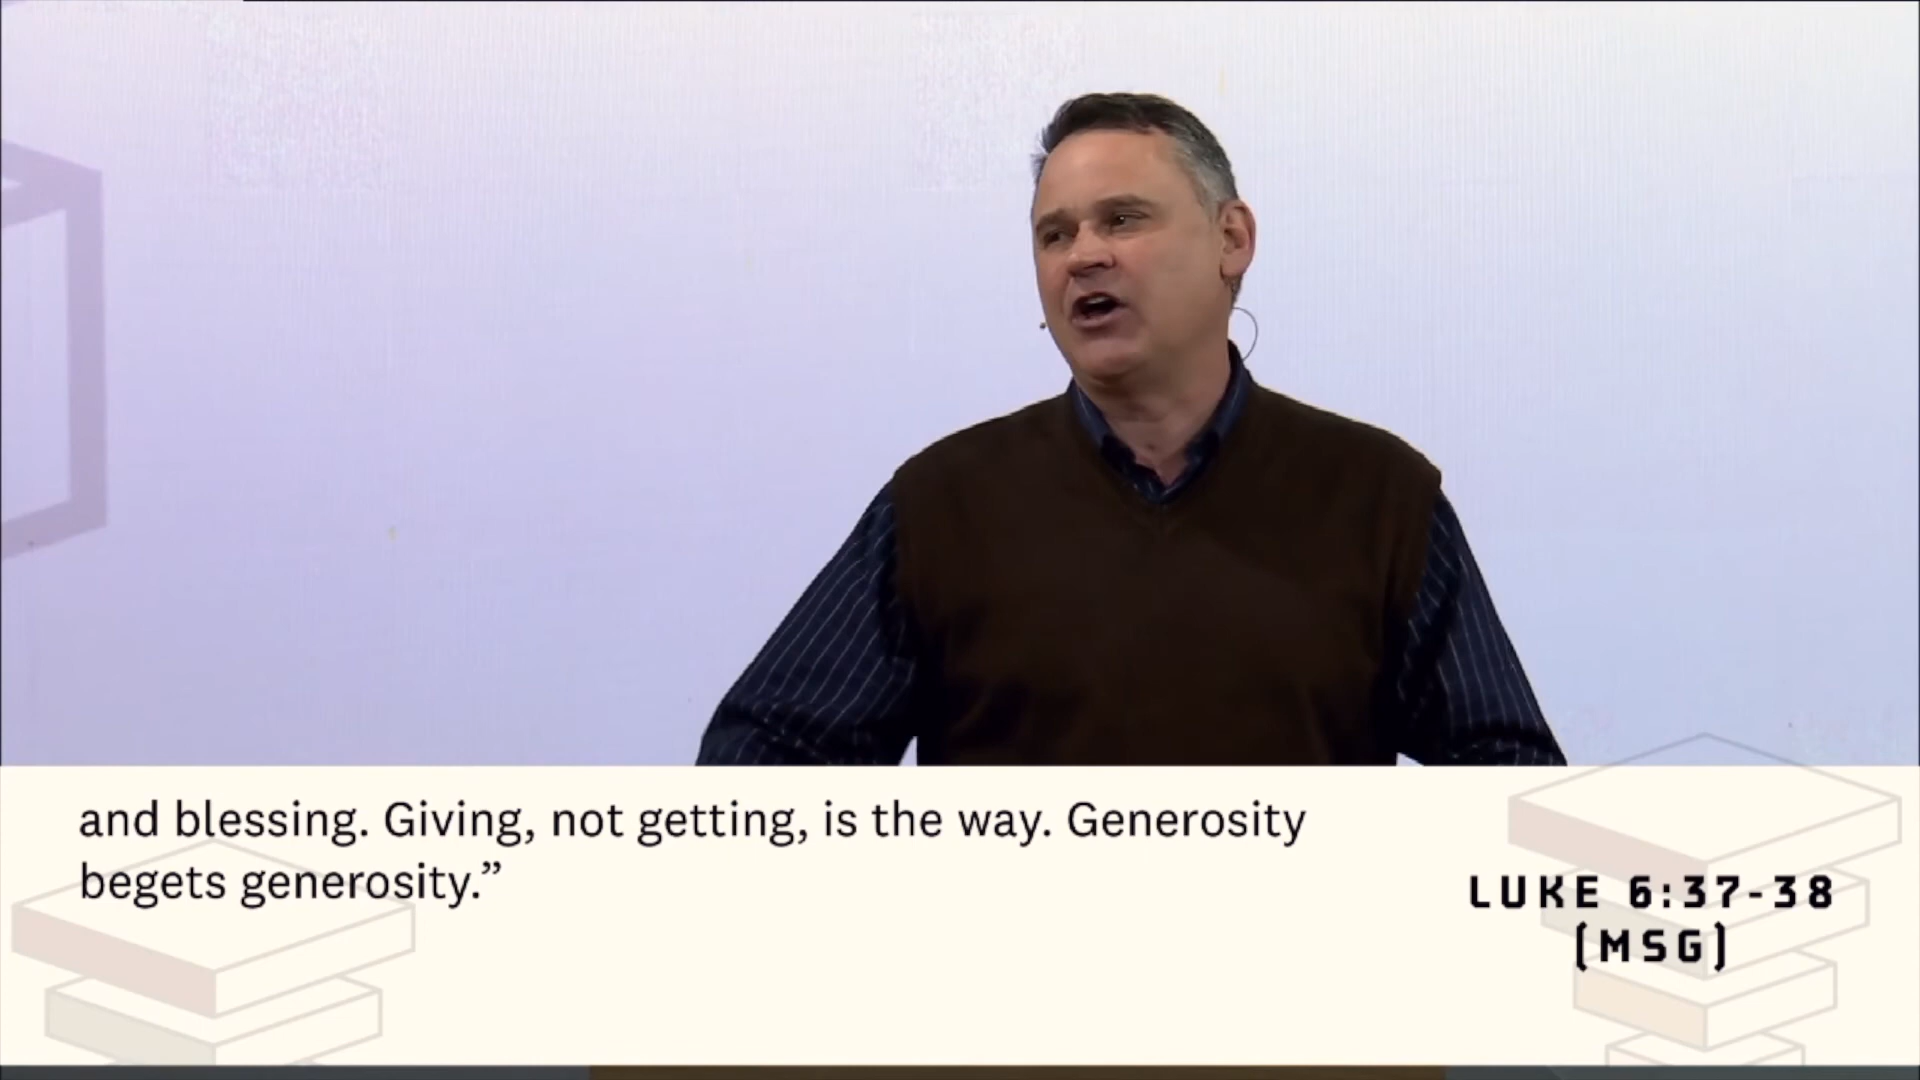 and blessing. Giving, not getting, is the way. Generosity
begets generosity.”
LUKE 6:37-38
(MSG)